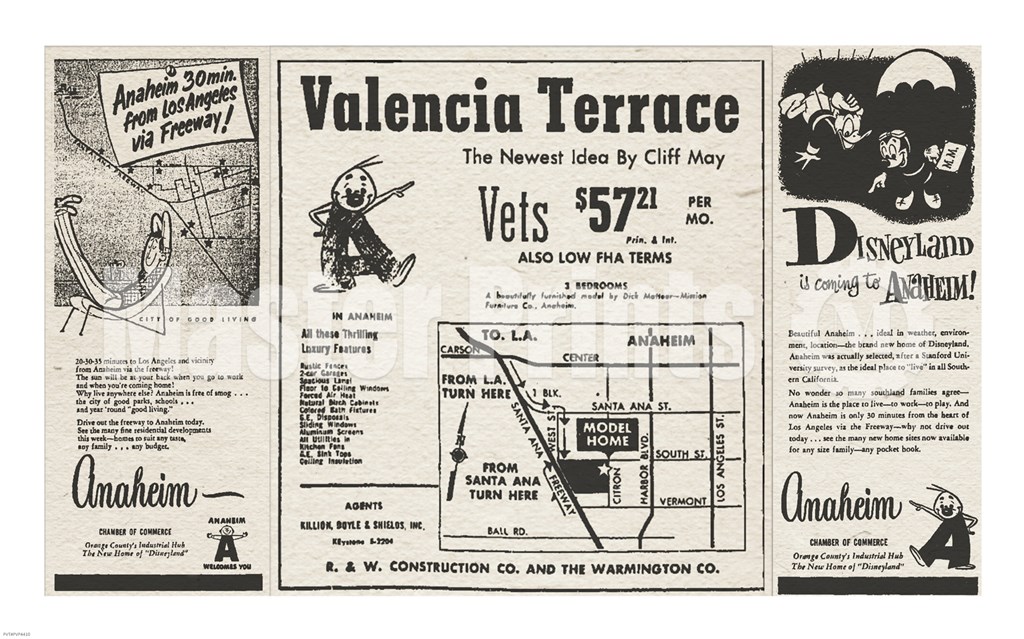 Anaheim 30 min.
from Los Angeles
via Freeway!
CITY OF GOOD LIVING
20-30-35 minutes to Los Angeles and vicinity
from Anaheim via the freeway!
The sun will be at your back when you go to work
and when you're coming home!
Why live anywhere else? Anaheim is free of smog . . .
the city of good parks, schools . . .
and year 'round "good living."
Drive out the freeway to Anaheim today.
See the many fine residential developments
this week—homes to suit any taste,
any family . . . any budget.
Anaheim
CHAMBER OF COMMERCE
Orange County's Industrial Hub
The New Home of "Disneyland"
ANAHEIM
A
WELCOMES YOU
Valencia Terrace
The Newest Idea By Cliff May
Vets $57 21 PER MO.
Prin. & Int.
ALSO LOW FHA TERMS
3 BEDROOMS
A beautifully furnished model by Dick
Furniture Co., Anaheim.
A
IN ANAHEIM
All these Thrilling
Luxury Features
Rustic Fences
2-car Garages
Spacious Lanai
Floor to Ceiling Windows
Forced Air Heat
Natural Birch Cabinets
Colored Bath Fixtures
G.E. Disposals
Sliding Windows
Aluminum Screens
All Utilities in
Kitchen Fans
G.E. Sink Tops
Ceiling Insulation
AGENTS
KILLION, DOYLE & SHIELDS, INC.
KEystone 5-2204
TO L.A.
ANAHEIM
CARSON
CENTER
FROM L.A.
TURN HERE
1 BLK.
SANTA ANA ST.
SANTA ANA
FREEWAY
WEST ST.
MODEL
HOME
SOUTH ST.
CITRON
HARBOR BLVD.
LOS ANGELES ST.
FROM
SANTA ANA
TURN HERE
VERMONT
BALL RD.
R. & W. CONSTRUCTION CO. AND THE WARMINGTON CO.
M.M.
DISNEYLAND
is coming to ANAHEIM!
Beautiful Anaheim . . . ideal in weather, environ-
ment, location—the brand new home of Disneyland,
Anaheim was actually selected, after a Stanford Uni-
versity survey, as the ideal place to "live" in all South-
ern California.
No wonder so many southland families agree—
Anaheim is the place to live—to work—to play. And
now Anaheim is only 30 minutes from the heart of
Los Angeles via the Freeway—why not drive out
today . . . see the many new home sites now available
for any size family—any pocket book.
Anaheim
A
CHAMBER OF COMMERCE
Orange County's Industrial Hub
The New Home of "Disneyland"